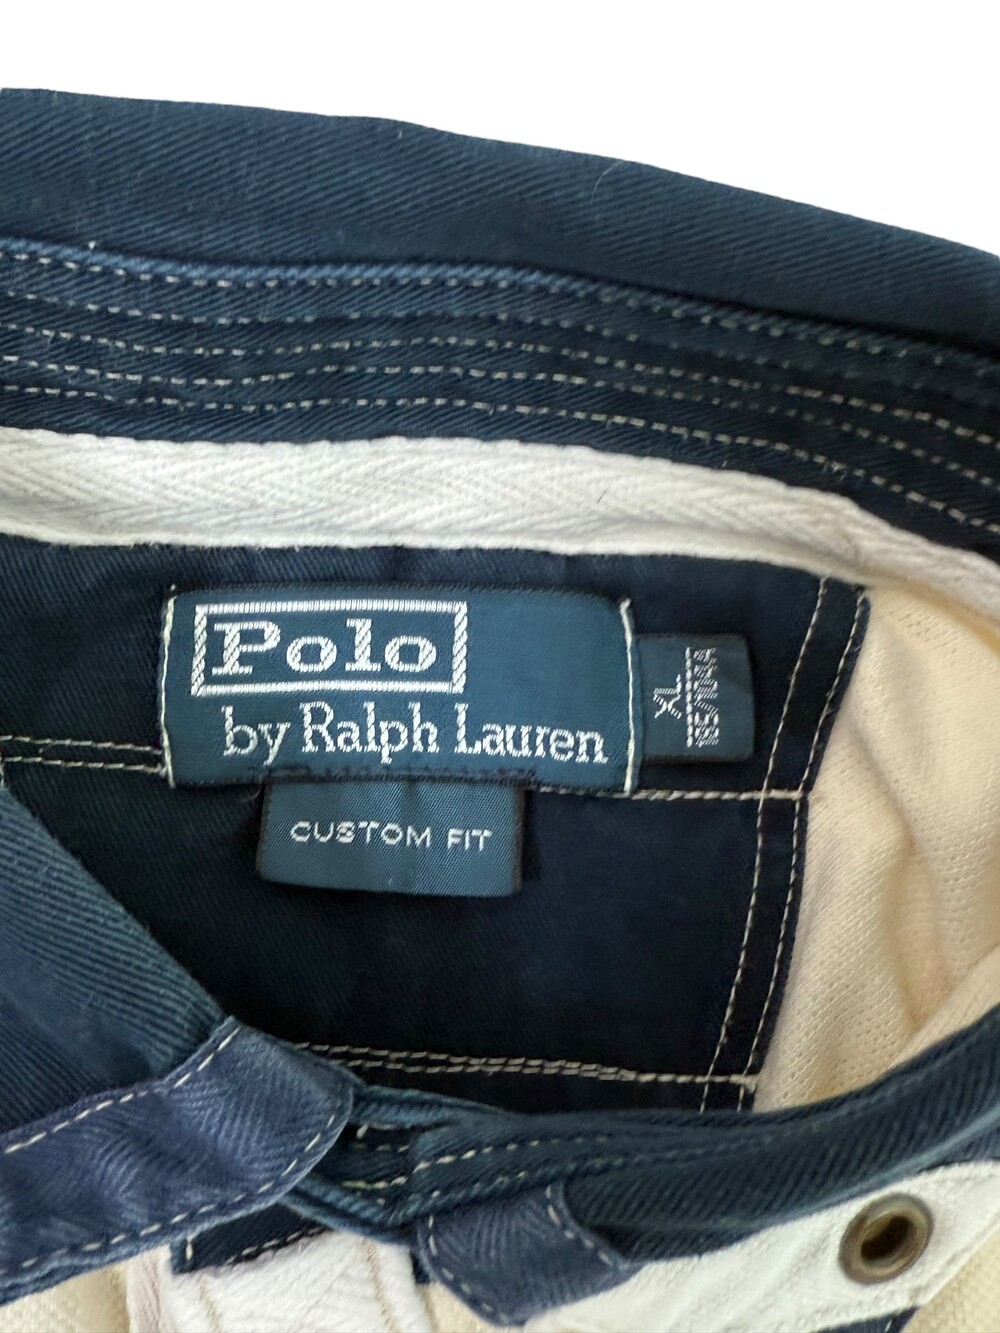 Polo
by Ralph Lauren
XL
CUSTOM FIT